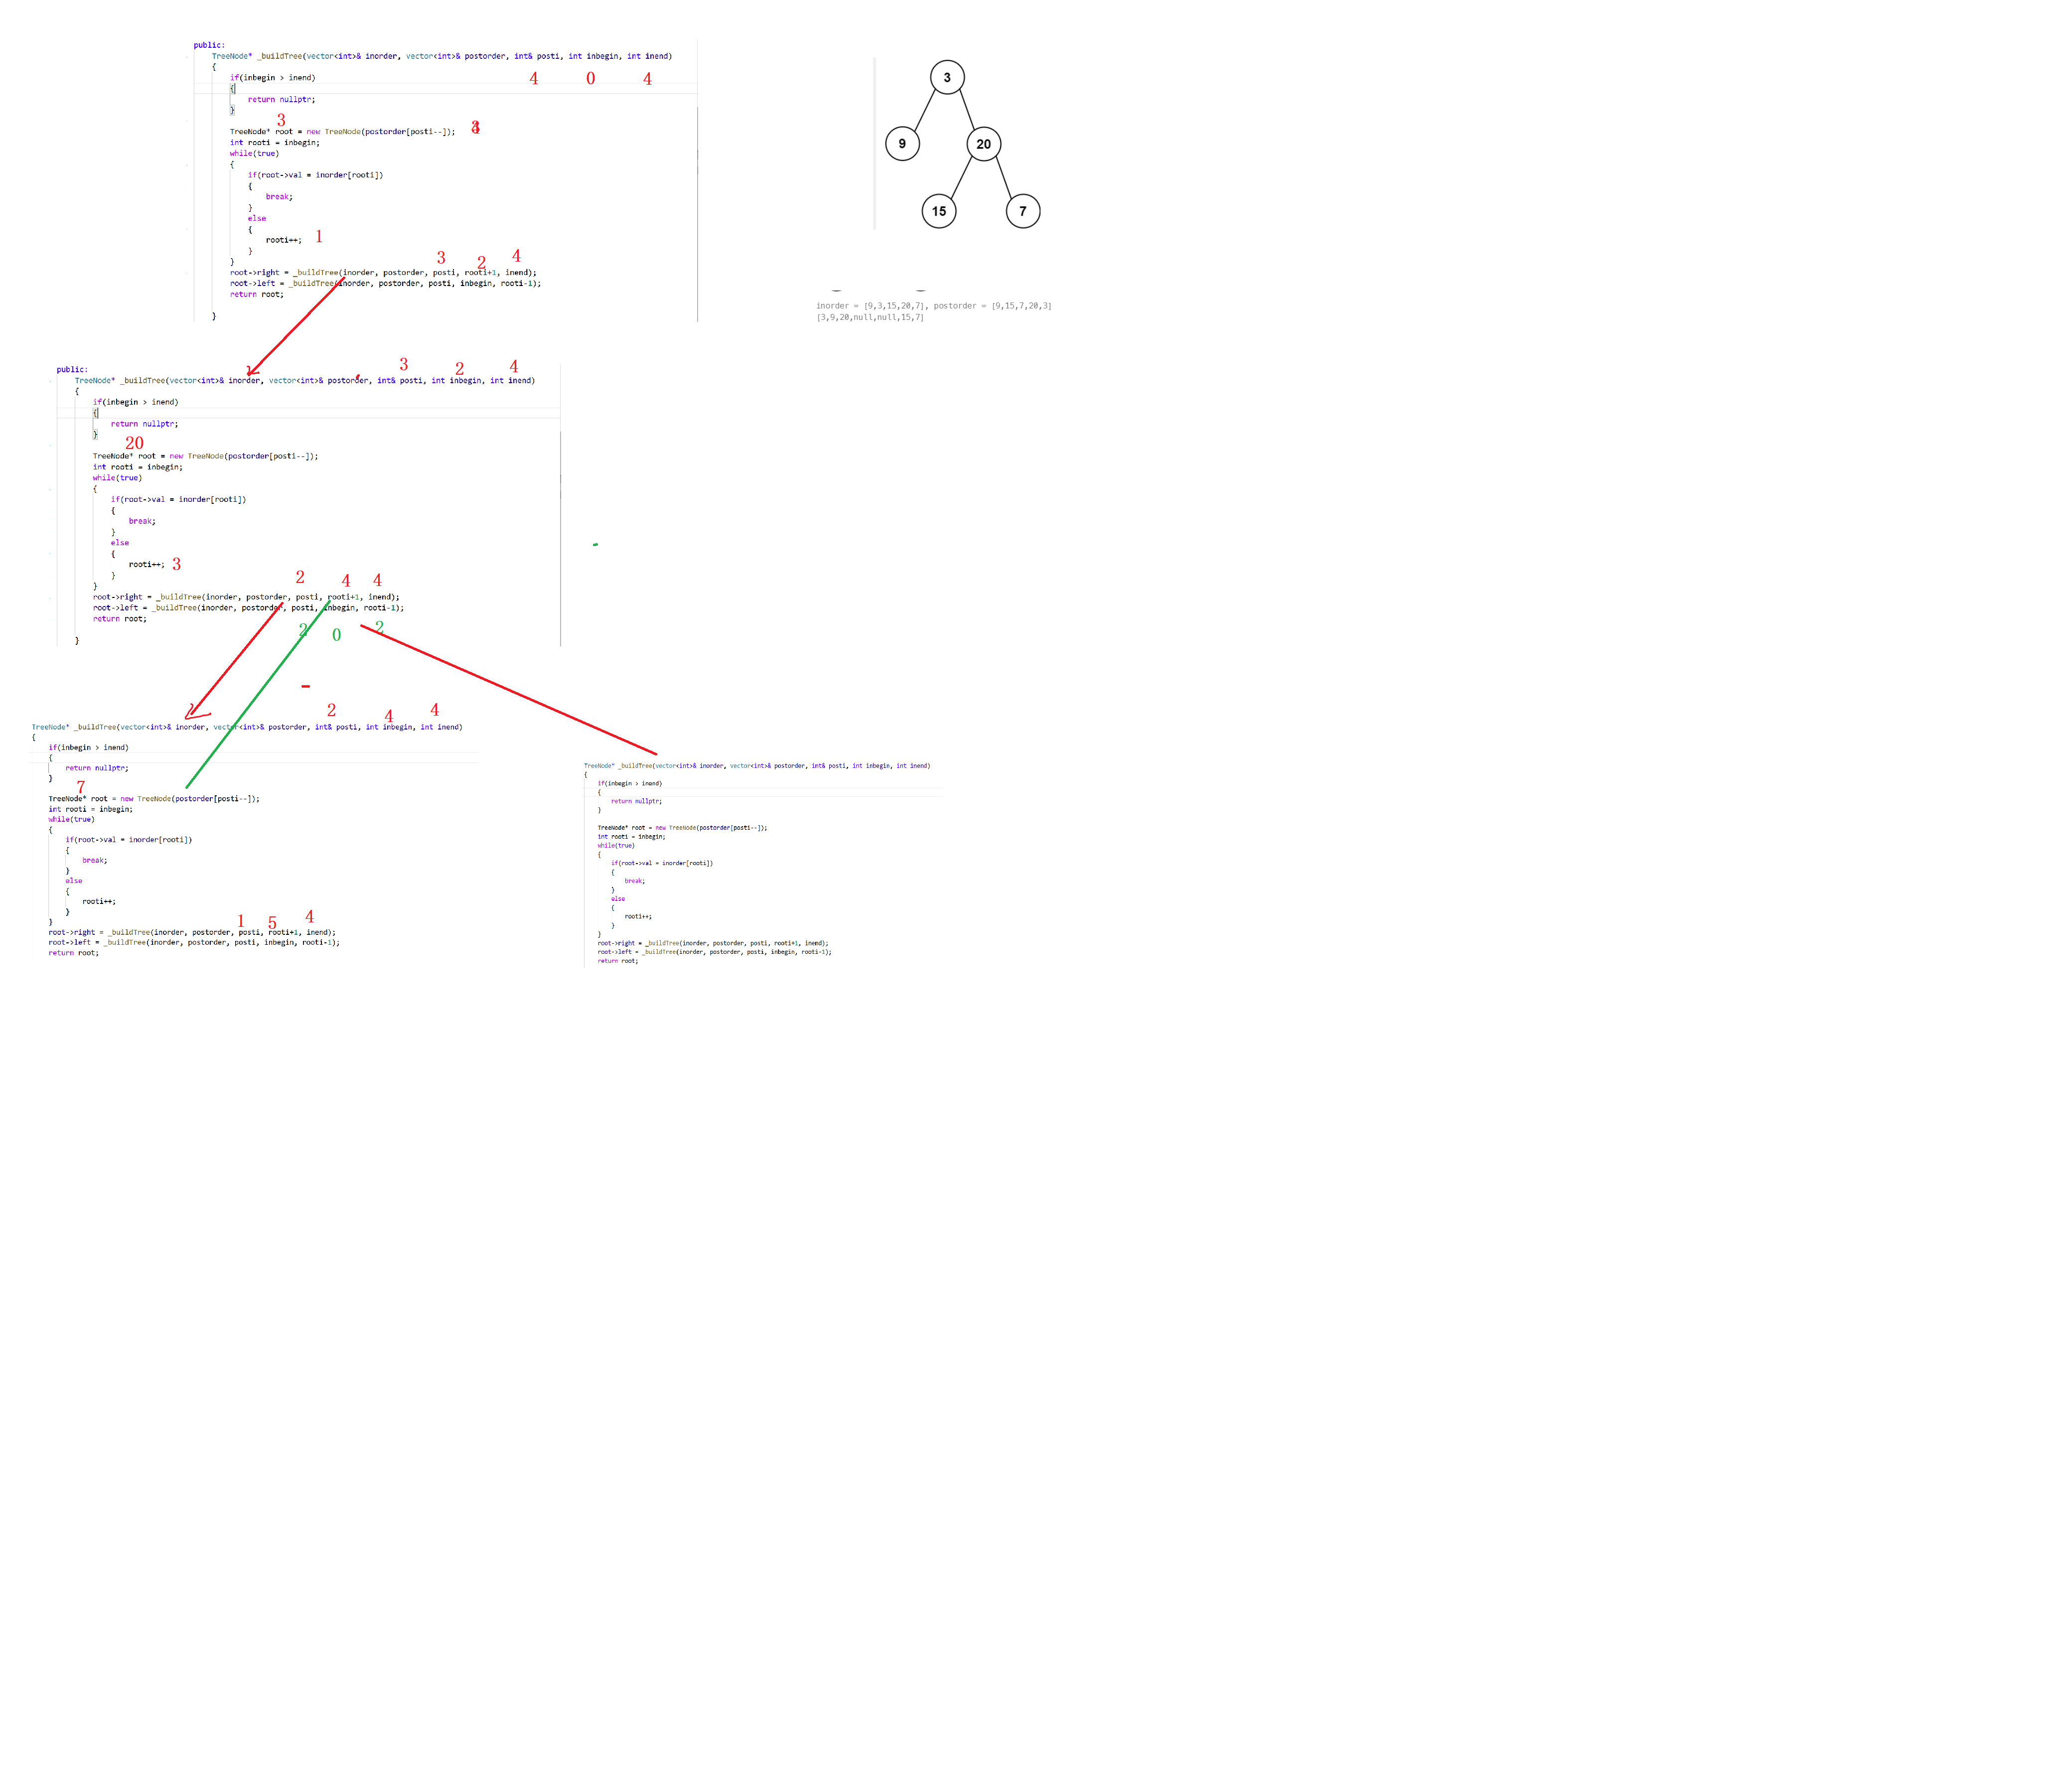 public:
TreeNode* _buildTree(vector<int>& inorder, vector<int>& postorder, int& posti, int inbegin, int inend)
{
if(inbegin > inend)
4 0 4
{
return nullptr;
}
3
TreeNode* root = new TreeNode(postorder[posti--]);
int rooti = inbegin;
while(true)
{
if(root->val = inorder[rooti])
{
break;
}
else
{
rooti++; 1
}
}
3 2 4
root->right = _buildTree(inorder, postorder, posti, rooti+1, inend);
root->left = _buildTree(inorder, postorder, posti, inbegin, rooti-1);
return root;
}
3
9 20
15 7
inorder = [9,3,15,20,7], postorder = [9,15,7,20,3]
[3,9,20,null,null,15,7]
3 2 4
public:
TreeNode* _buildTree(vector<int>& inorder, vector<int>& postorder, int& posti, int inbegin, int inend)
{
if(inbegin > inend)
{
return nullptr;
}
20
TreeNode* root = new TreeNode(postorder[posti--]);
int rooti = inbegin;
while(true)
{
if(root->val = inorder[rooti])
{
break;
}
else
{
rooti++; 3
}
}
2 4 4
root->right = _buildTree(inorder, postorder, posti, rooti+1, inend);
root->left = _buildTree(inorder, postorder, posti, inbegin, rooti-1);
return root;
2 0 2
}
2 4 4
TreeNode* _buildTree(vector<int>& inorder, vector<int>& postorder, int& posti, int inbegin, int inend)
{
if(inbegin > inend)
{
return nullptr;
}
7
TreeNode* root = new TreeNode(postorder[posti--]);
int rooti = inbegin;
while(true)
{
if(root->val = inorder[rooti])
{
break;
}
else
{
rooti++;
}
}
1 5 4
root->right = _buildTree(inorder, postorder, posti, rooti+1, inend);
root->left = _buildTree(inorder, postorder, posti, inbegin, rooti-1);
return root;
TreeNode* _buildTree(vector<int>& inorder, vector<int>& postorder, int& posti, int inbegin, int inend)
{
if(inbegin > inend)
{
return nullptr;
}
TreeNode* root = new TreeNode(postorder[posti--]);
int rooti = inbegin;
while(true)
{
if(root->val = inorder[rooti])
{
break;
}
else
{
rooti++;
}
}
root->right = _buildTree(inorder, postorder, posti, rooti+1, inend);
root->left = _buildTree(inorder, postorder, posti, inbegin, rooti-1);
return root;